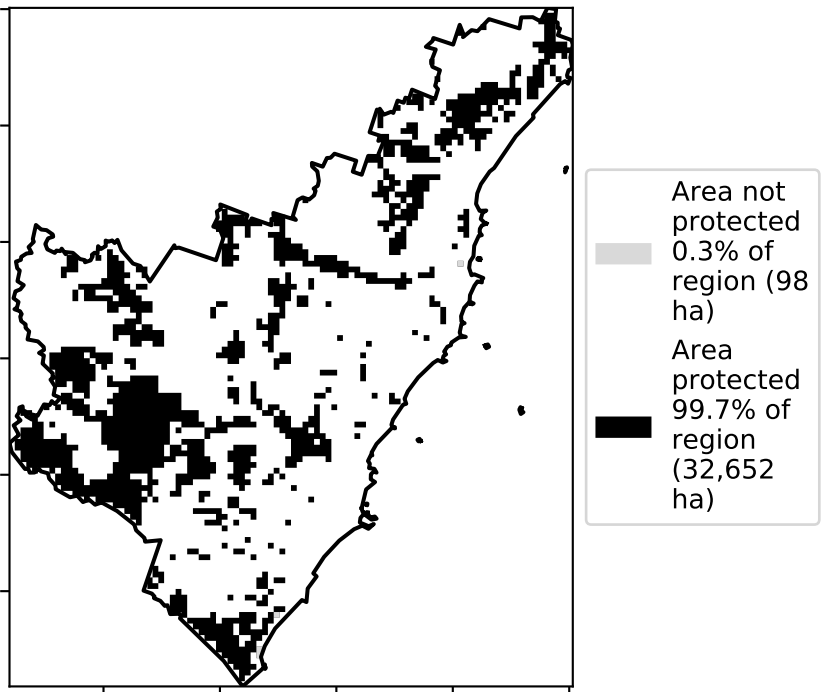 Area not
protected
0.3% of
region (98
ha)
Area
protected
99.7% of
region
(32,652
ha)